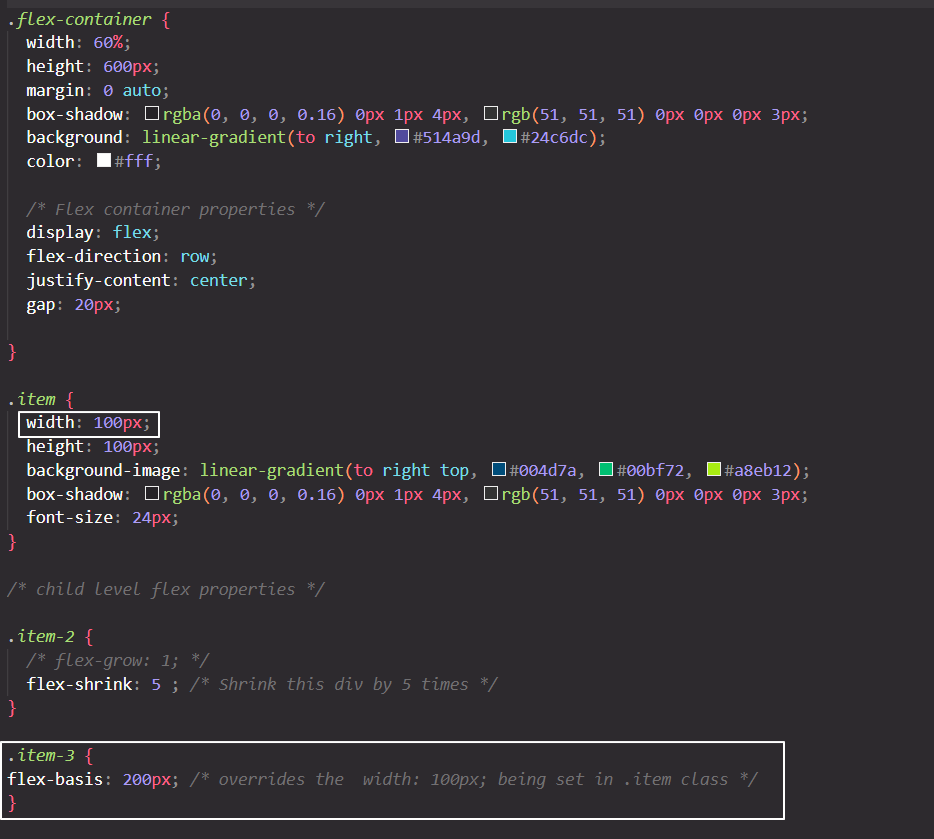 .flex-container {
  width: 60%;
  height: 600px;
  margin: 0 auto;
  box-shadow: rgba(0, 0, 0, 0.16) 0px 1px 4px, rgb(51, 51, 51) 0px 0px 0px 3px;
  background: linear-gradient(to right, #514a9d, #24c6dc);
  color: #fff;

  /* Flex container properties */
  display: flex;
  flex-direction: row;
  justify-content: center;
  gap: 20px;

}

.item {
  width: 100px;
  height: 100px;
  background-image: linear-gradient(to right top, #004d7a, #00bf72, #a8eb12);
  box-shadow: rgba(0, 0, 0, 0.16) 0px 1px 4px, rgb(51, 51, 51) 0px 0px 0px 3px;
  font-size: 24px;
}

/* child level flex properties */

.item-2 {
  /* flex-grow: 1; */
  flex-shrink: 5 ; /* Shrink this div by 5 times */
}

.item-3 {
flex-basis: 200px; /* overrides the  width: 100px; being set in .item class */
}